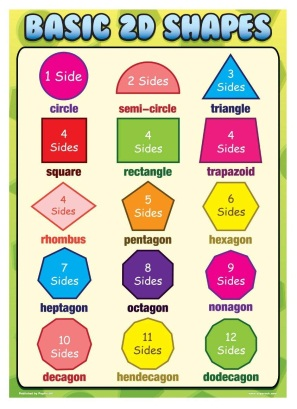 BASIC 2D SHAPES
1 Side
2 Sides
3
Sides
circle
semi-circle
triangle
4
Sides
4
Sides
4
Sides
square
rectangle
trapazoid
4
Sides
5
Sides
6
Sides
rhombus
pentagon
hexagon
7
Sides
8
Sides
9
Sides
heptagon
octagon
nonagon
10
Sides
11
Sides
12
Sides
decagon
hendecagon
dodecagon